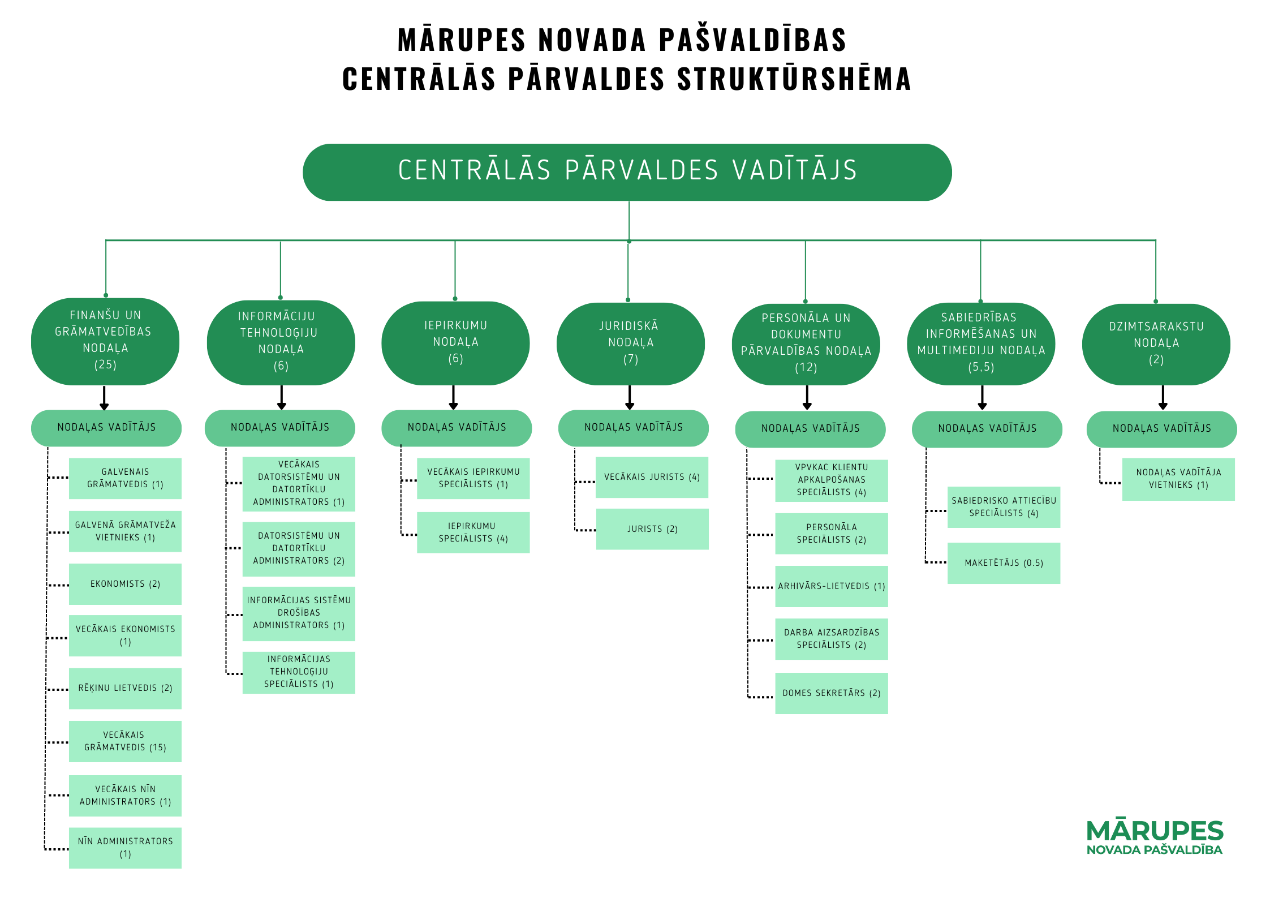 MĀRUPES NOVADA PAŠVALDĪBAS
CENTRĀLĀS PĀRVALDES STRUKTŪRSHĒMA
CENTRĀLĀS PĀRVALDES VADĪTĀJS
FINANŠU UN
GRĀMATVEDĪBAS
NODAĻA
(25)
NODAĻAS VADĪTĀJS
GALVENAIS
GRĀMATVEDIS (1)
GALVENĀ GRĀMATVEŽA
VIETNIEKS (1)
EKONOMISTS (2)
VECĀKAIS EKONOMISTS
(1)
RĒĶINU LIETVEDIS (2)
VECĀKAIS
GRĀMATVEDIS (15)
VECĀKAIS NĪN
ADMINISTRATORS (1)
NĪN ADMINISTRATORS
(1)
INFORMĀCIJU
TEHNOLOĢIJU
NODAĻA
(6)
NODAĻAS VADĪTĀJS
VECĀKAIS
DATORSISTĒMU UN
DATORTĪKLU
ADMINISTRATORS (1)
DATORSISTĒMU UN
DATORTĪKLU
ADMINISTRATORS (2)
INFORMĀCIJAS SISTĒMU
DROŠĪBAS
ADMINISTRATORS (1)
INFORMĀCIJAS
TEHNOLOĢIJU
SPECIĀLISTS (1)
IEPIRKUMU
NODAĻA
(6)
NODAĻAS VADĪTĀJS
VECĀKAIS IEPIRKUMU
SPECIĀLISTS (1)
IEPIRKUMU
SPECIĀLISTS (4)
JURIDISKĀ
NODAĻA
(7)
NODAĻAS VADĪTĀJS
VECĀKAIS JURISTS (4)
JURISTS (2)
PERSONĀLA UN
DOKUMENTU
PĀRVALDĪBAS NODAĻA
(12)
NODAĻAS VADĪTĀJS
VPVKAC KLIENTU
APKALPOŠANAS
SPECIĀLISTS (4)
PERSONĀLA
SPECIĀLISTS (2)
ARHIVĀRS-LIETVEDIS (1)
DARBA AIZSARDZĪBAS
SPECIĀLISTS (2)
DOMES SEKRETĀRS (2)
SABIEDRĪBAS
INFORMĒŠANAS UN
MULTIMEDIJU NODAĻA
(5,5)
NODAĻAS VADĪTĀJS
SABIEDRISKO ATTIECĪBU
SPECIĀLISTS (4)
MAKETĒTĀJS (0.5)
DZIMTSARAKSTU
NODAĻA
(2)
NODAĻAS VADĪTĀJS
NODAĻAS VADĪTĀJA
VIETNIEKS (1)
MĀRUPES
NOVADA PAŠVALDĪBA